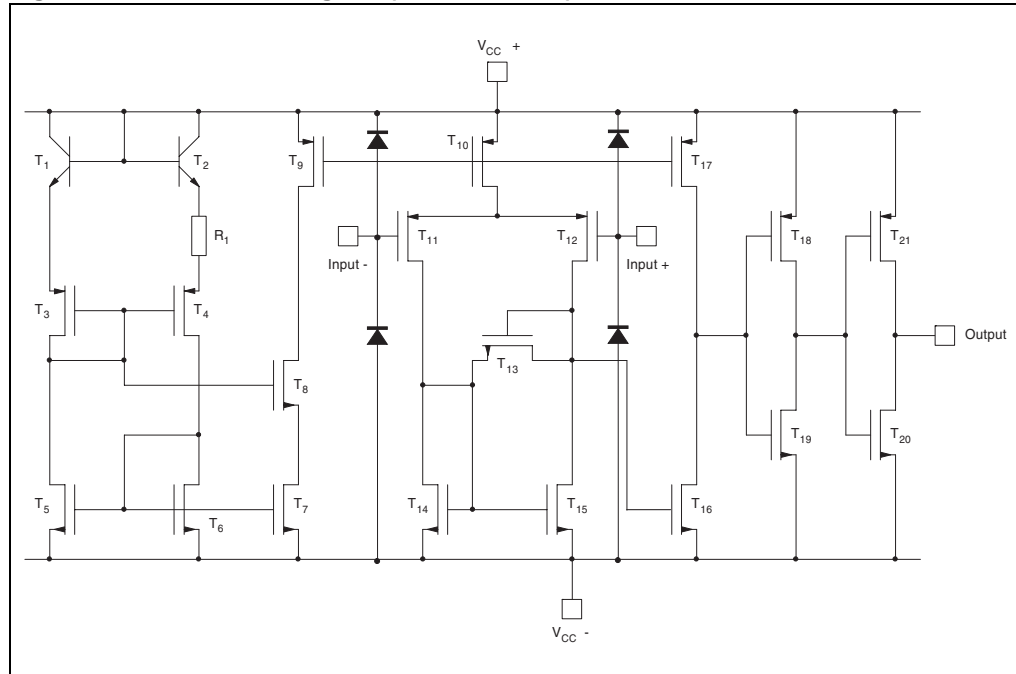 V_CC +
T_1
T_2
T_9
T_10
T_17
R_1
T_11
T_12
T_18
T_21
Input -
Input +
T_3
T_4
Output
T_13
T_8
T_19
T_20
T_5
T_6
T_7
T_14
T_15
T_16
V_CC -